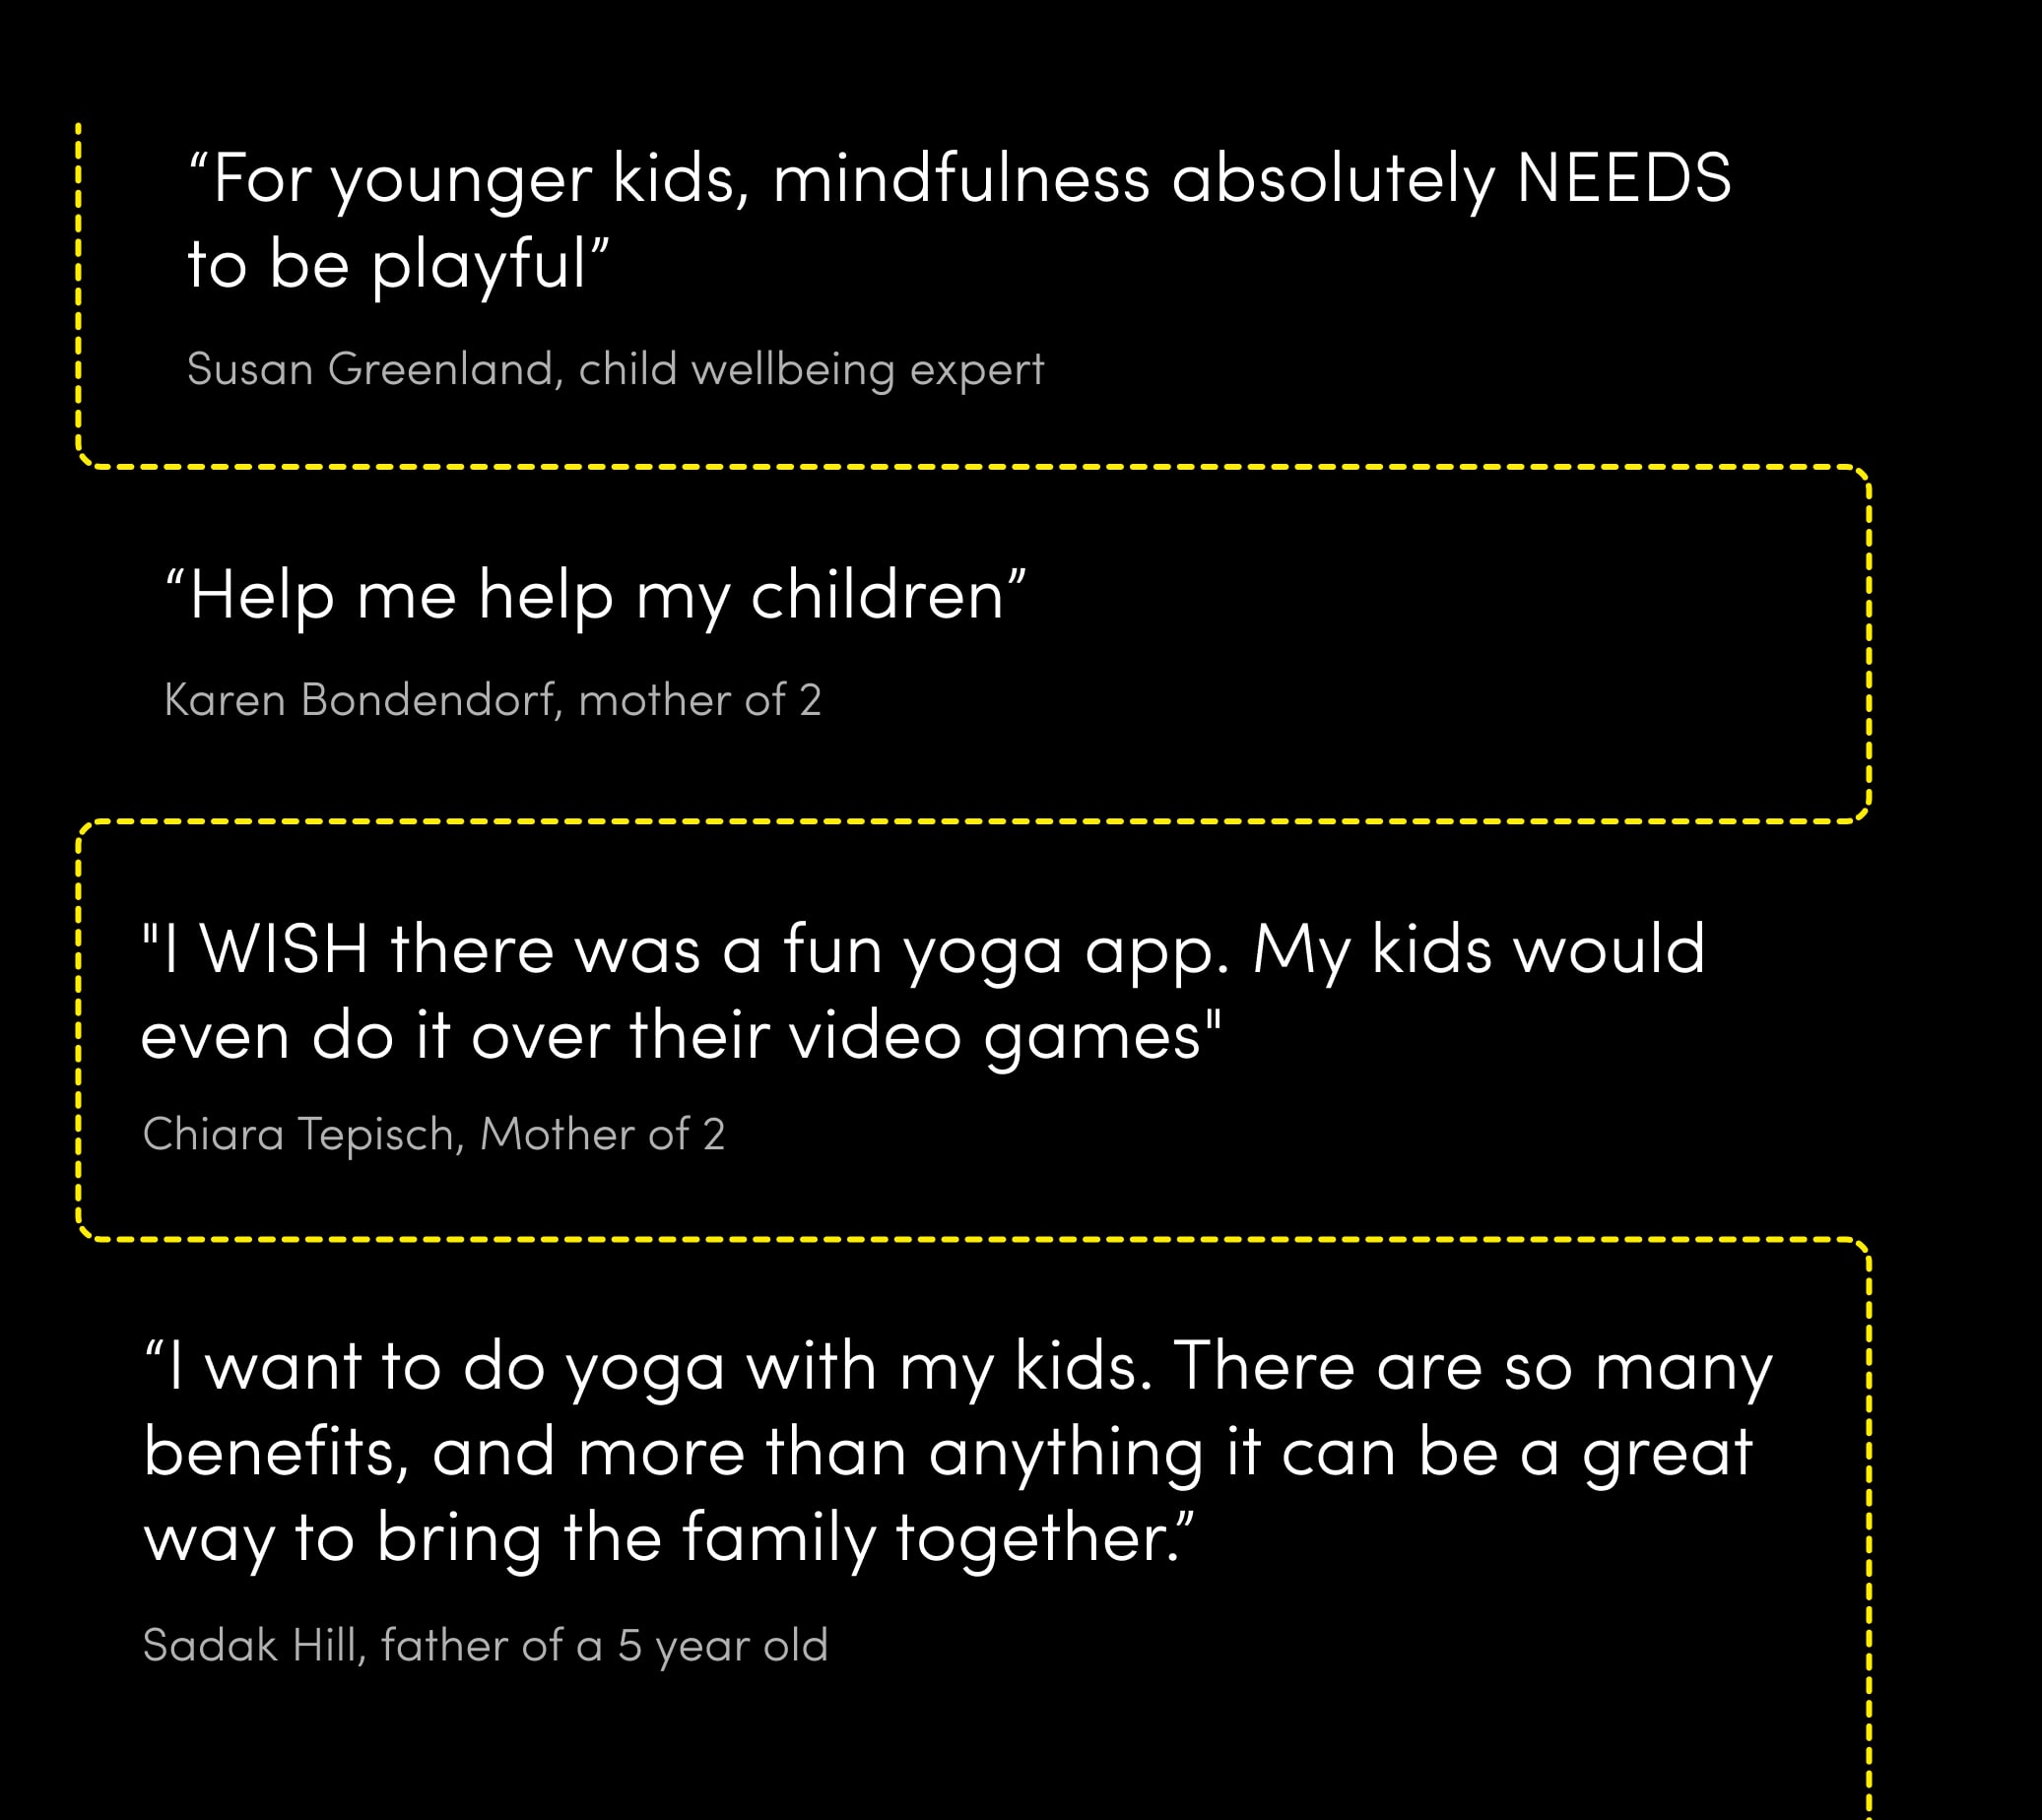 “For younger kids, mindfulness absolutely NEEDS
to be playful”
Susan Greenland, child wellbeing expert
“Help me help my children”
Karen Bondendorf, mother of 2
"I WISH there was a fun yoga app. My kids would
even do it over their video games"
Chiara Tepisch, Mother of 2
“I want to do yoga with my kids. There are so many
benefits, and more than anything it can be a great
way to bring the family together.”
Sadak Hill, father of a 5 year old